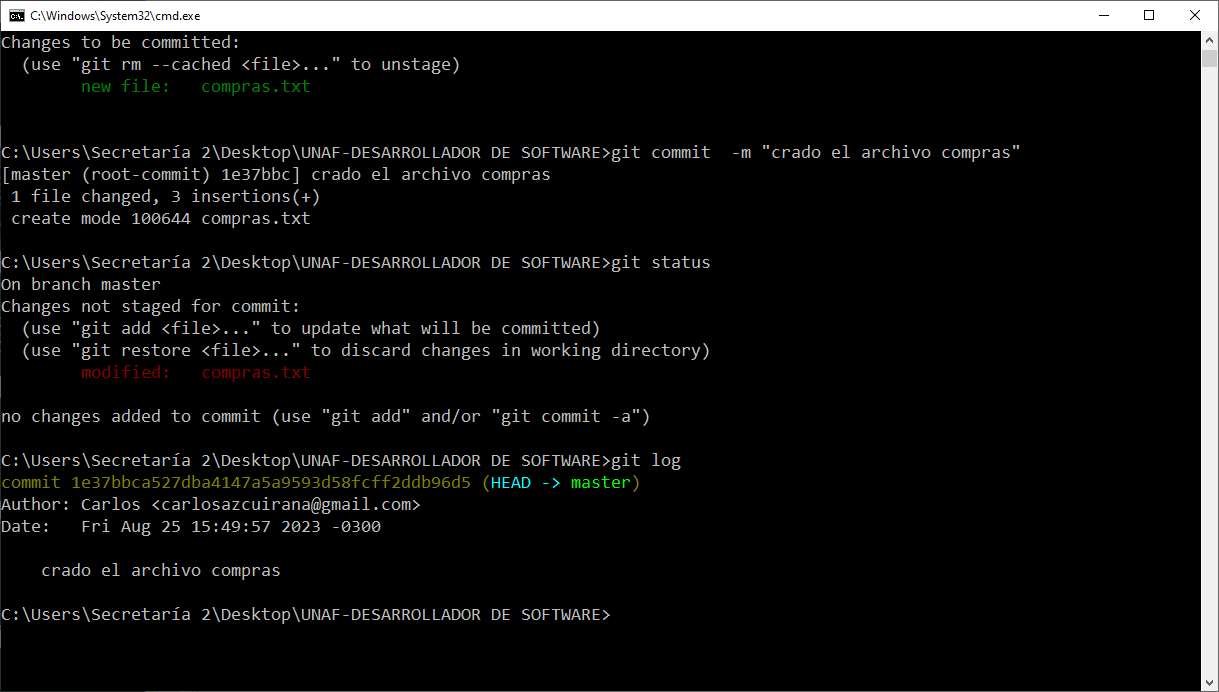 C:\Windows\System32\cmd.exe
Changes to be committed:
  (use "git rm --cached <file>..." to unstage)
        new file:   compras.txt
C:\Users\Secretaría 2\Desktop\UNAF-DESARROLLADOR DE SOFTWARE>git commit  -m "crado el archivo compras"
[master (root-commit) 1e37bbc] crado el archivo compras
 1 file changed, 3 insertions(+)
 create mode 100644 compras.txt
C:\Users\Secretaría 2\Desktop\UNAF-DESARROLLADOR DE SOFTWARE>git status
On branch master
Changes not staged for commit:
  (use "git add <file>..." to update what will be committed)
  (use "git restore <file>..." to discard changes in working directory)
        modified:   compras.txt
no changes added to commit (use "git add" and/or "git commit -a")
C:\Users\Secretaría 2\Desktop\UNAF-DESARROLLADOR DE SOFTWARE>git log
commit 1e37bbca527dba4147a5a9593d58fcff2ddb96d5 (HEAD -> master)
Author: Carlos <carlosazcuirana@gmail.com>
Date:   Fri Aug 25 15:49:57 2023 -0300
    crado el archivo compras
C:\Users\Secretaría 2\Desktop\UNAF-DESARROLLADOR DE SOFTWARE>